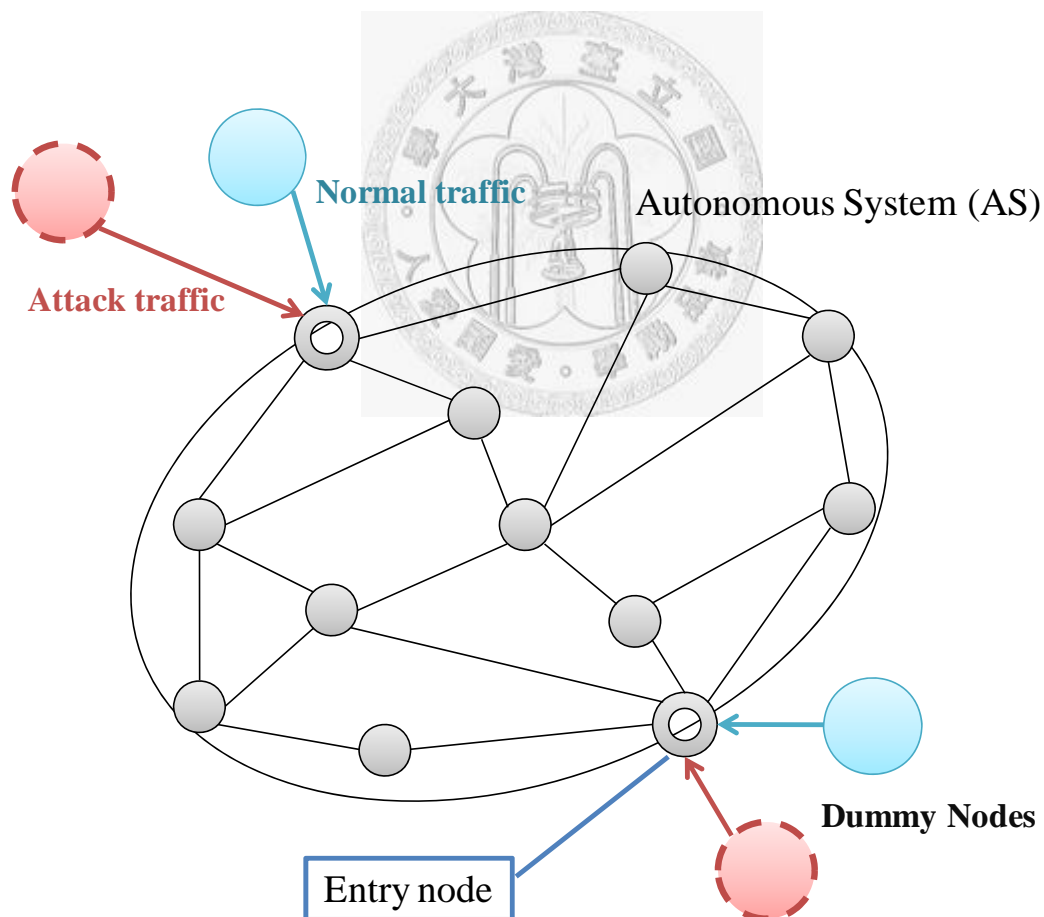 Normal traffic
Autonomous System (AS)
Attack traffic
Dummy Nodes
Entry node